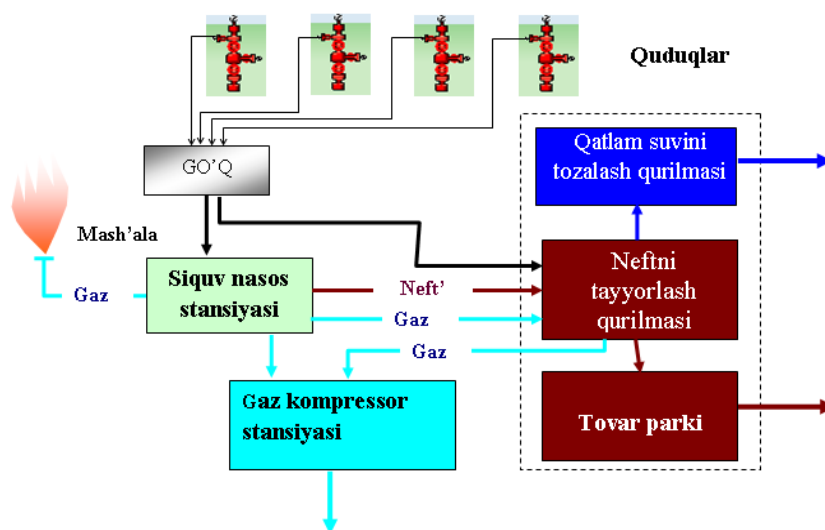 Quduqlar
GO’Q
Qatlam suvini
tozalash qurilmasi
Mash’ala
Siquv nasos
stansiyasi
Gaz
Neft’
Gaz
Gaz
Neftni
tayyorlash
qurilmasi
Gaz kompressor
stansiyasi
Tovar parki